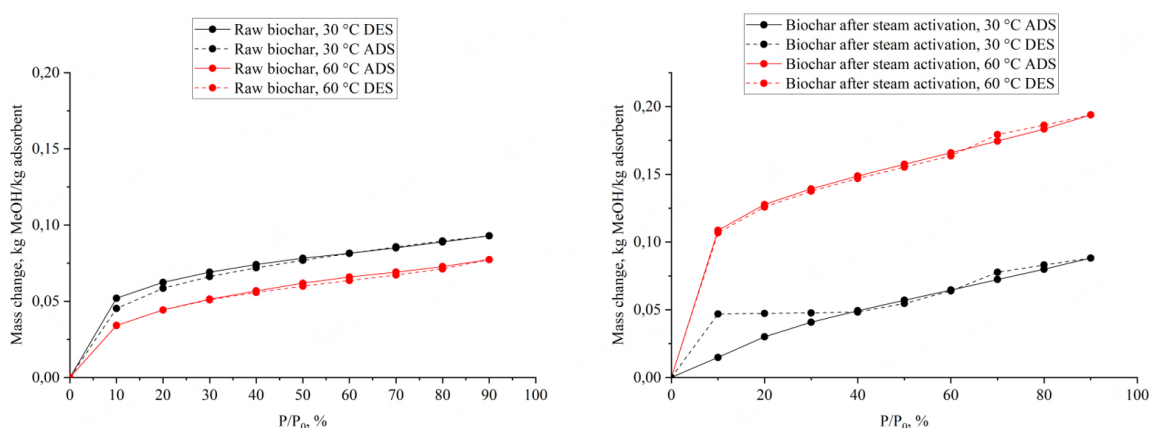 Raw biochar, 30 °C DES
Raw biochar, 30 °C ADS
Raw biochar, 60 °C ADS
Raw biochar, 60 °C DES
0,20
0,15
0,10
0,05
0,00
Mass change, kg MeOH/kg adsorbent
0 10 20 30 40 50 60 70 80 90 100
P/P0, %
Biochar after steam activation, 30 °C ADS
Biochar after steam activation, 30 °C DES
Biochar after steam activation, 60 °C ADS
Biochar after steam activation, 60 °C DES
0,20
0,15
0,10
0,05
0,00
Mass change, kg MeOH/kg adsorbent
0 20 40 60 80 100
P/P0, %